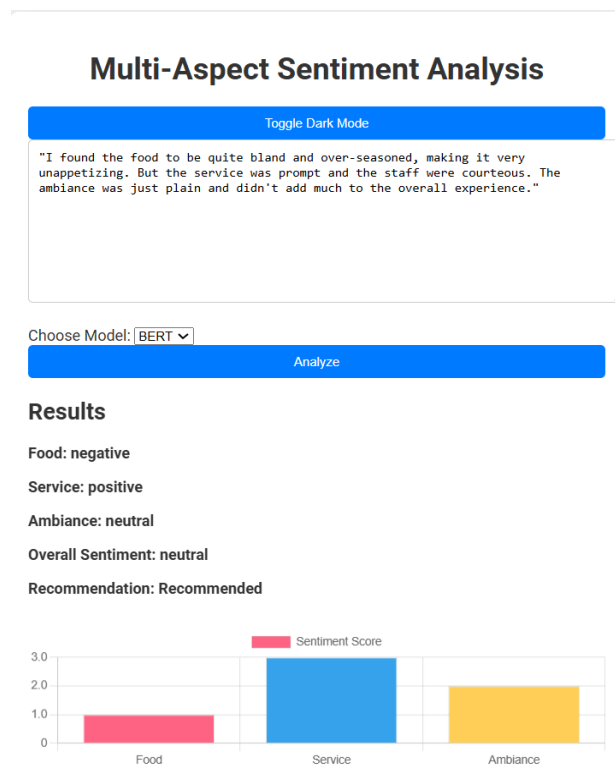 Multi-Aspect Sentiment Analysis
Toggle Dark Mode
"I found the food to be quite bland and over-seasoned, making it very
unappetizing. But the service was prompt and the staff were courteous. The
ambiance was just plain and didn't add much to the overall experience."
Choose Model: BERT
Analyze
Results
Food: negative
Service: positive
Ambiance: neutral
Overall Sentiment: neutral
Recommendation: Recommended
Sentiment Score
3.0
2.0
1.0
0
Food Service Ambiance